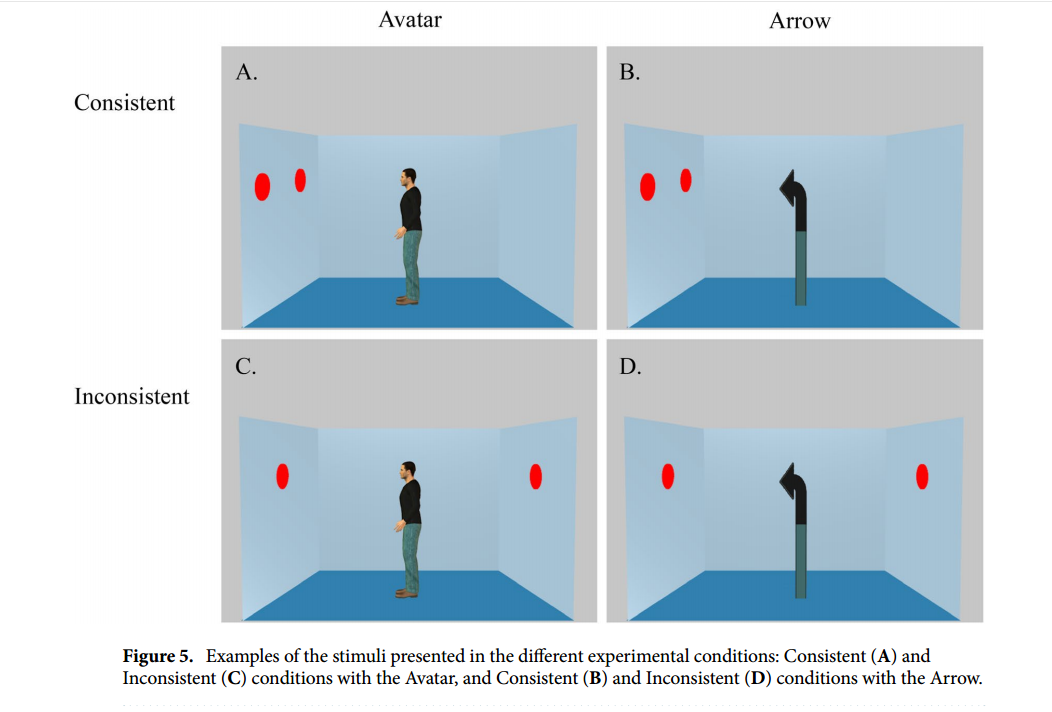 Avatar
Arrow
A.
B.
Consistent
C.
D.
Inconsistent
Figure 5. Examples of the stimuli presented in the different experimental conditions: Consistent (A) and
Inconsistent (C) conditions with the Avatar, and Consistent (B) and Inconsistent (D) conditions with the Arrow.